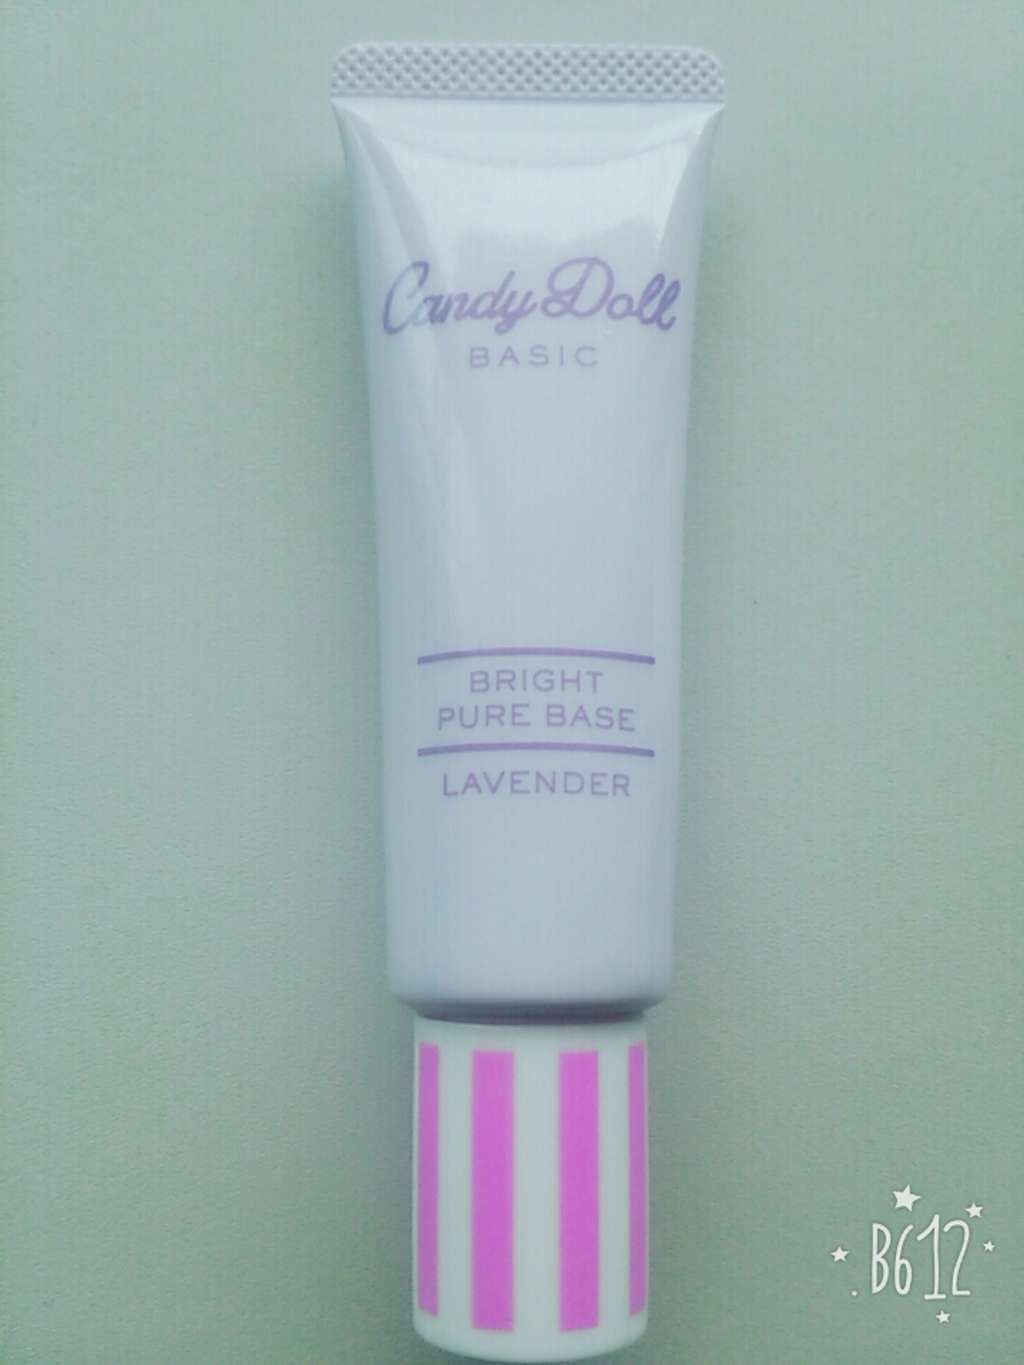 Candy Doll
BASIC
BRIGHT
PURE BASE
LAVENDER
B612